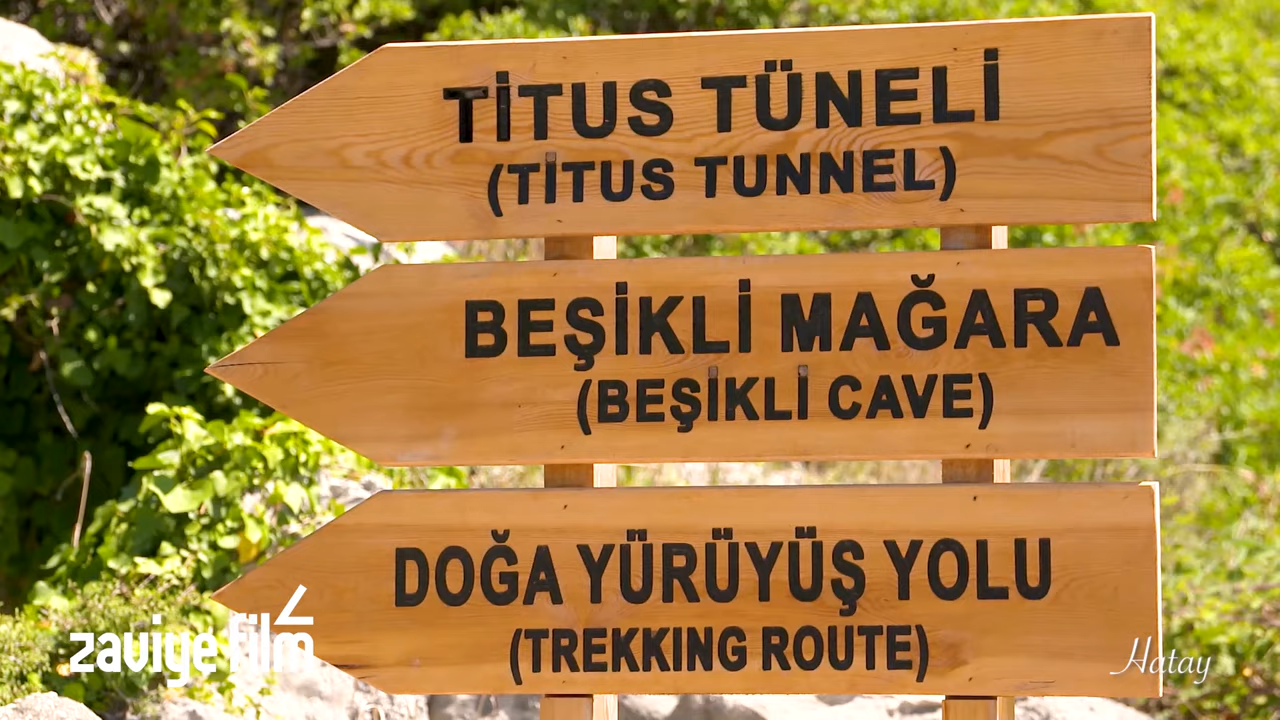 TİTUS TÜNELİ
(TİTUS TUNNEL)
BEŞİKLİ MAĞARA
(BEŞİKLİ CAVE)
DOĞA YÜRÜYÜŞ YOLU
(TREKKING ROUTE)
zaviye film
Hatay